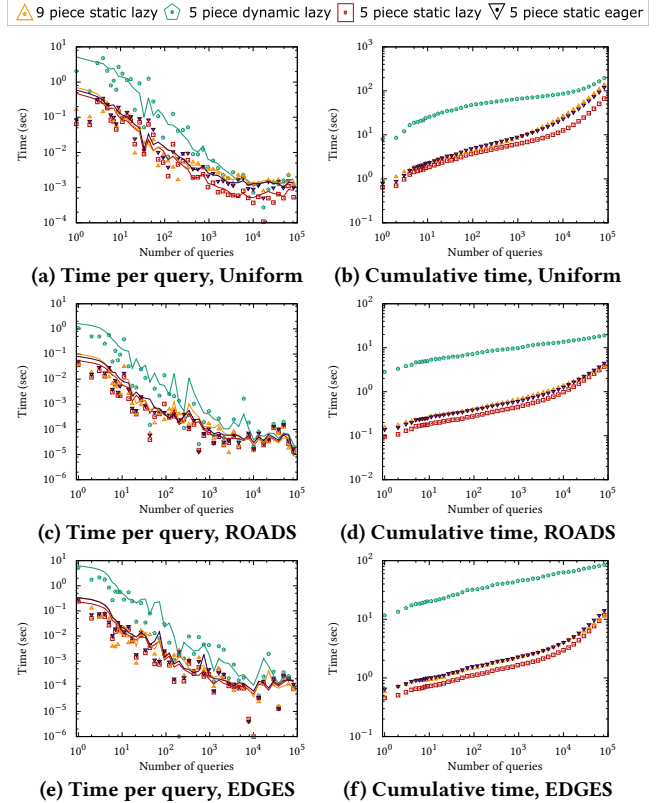 9 piece static lazy 5 piece dynamic lazy 5 piece static lazy 5 piece static eager
10^1
10^0
10^-1
10^-2
10^-3
10^-4
Time (sec)
10^0 10^1 10^2 10^3 10^4 10^5
Number of queries
(a) Time per query, Uniform
10^3
10^2
10^1
10^0
10^-1
Time (sec)
10^0 10^1 10^2 10^3 10^4 10^5
Number of queries
(b) Cumulative time, Uniform
10^1
10^0
10^-1
10^-2
10^-3
10^-4
10^-5
10^-6
Time (sec)
10^0 10^1 10^2 10^3 10^4 10^5
Number of queries
(c) Time per query, ROADS
10^2
10^1
10^0
10^-1
10^-2
Time (sec)
10^0 10^1 10^2 10^3 10^4 10^5
Number of queries
(d) Cumulative time, ROADS
10^1
10^0
10^-1
10^-2
10^-3
10^-4
10^-5
10^-6
Time (sec)
10^0 10^1 10^2 10^3 10^4 10^5
Number of queries
(e) Time per query, EDGES
10^2
10^1
10^0
10^-1
Time (sec)
10^0 10^1 10^2 10^3 10^4 10^5
Number of queries
(f) Cumulative time, EDGES